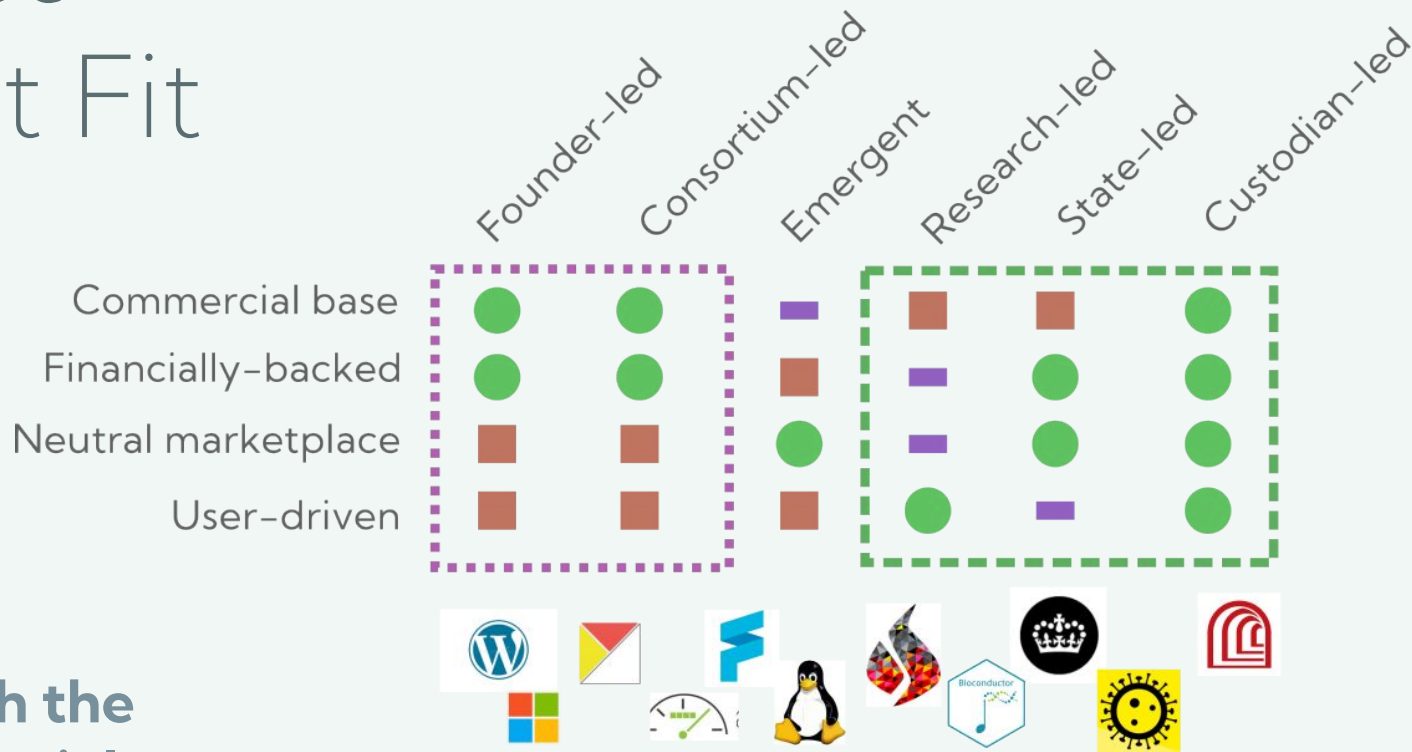 t Fit
Founder-led
Consortium-led
Emergent
Research-led
State-led
Custodian-led
Commercial base
Financially-backed
Neutral marketplace
User-driven
W
Bioconductor
h the